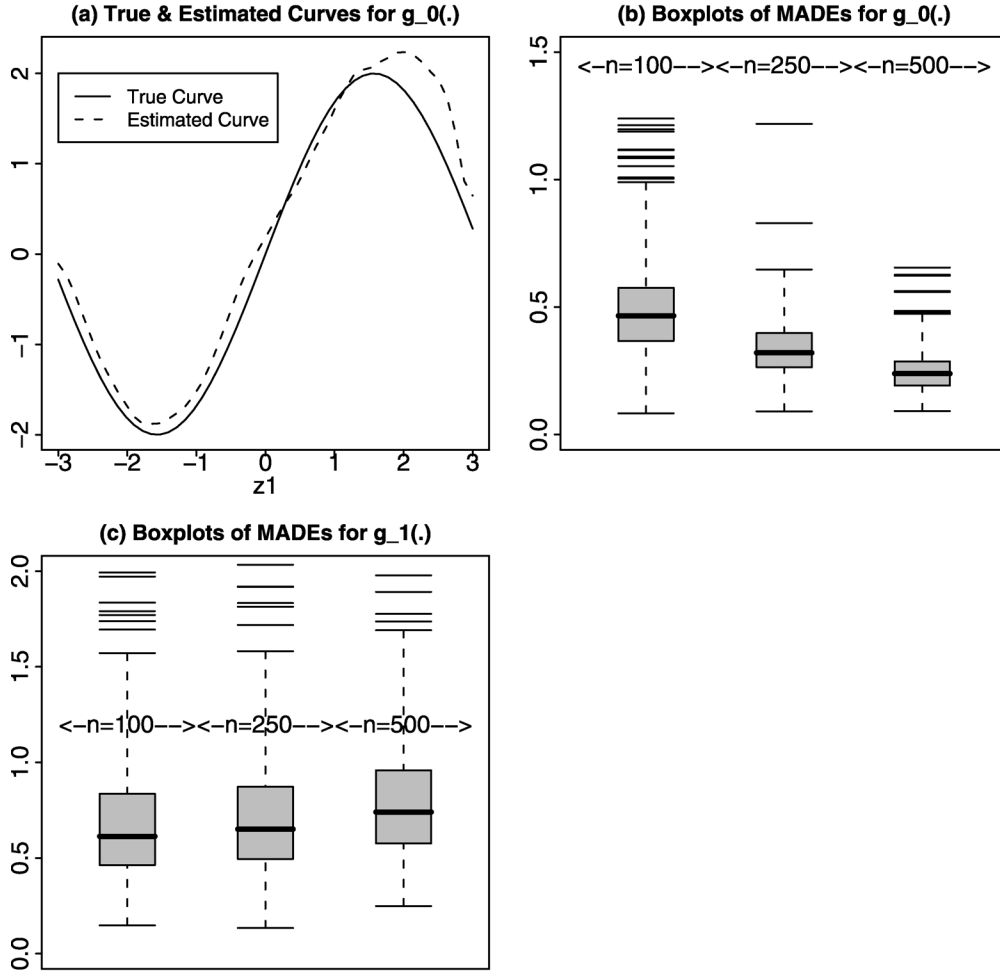 (a) True & Estimated Curves for g_0(.)
2
1
0
−1
−2
True Curve
Estimated Curve
−3 −2 −1 0 1 2 3
z1
(b) Boxplots of MADEs for g_0(.)
1.5
1.0
0.5
0.0
<−n=100−−><−n=250−−><−n=500−−>
(c) Boxplots of MADEs for g_1(.)
2.0
1.5
1.0
0.5
0.0
<−n=100−−><−n=250−−><−n=500−−>